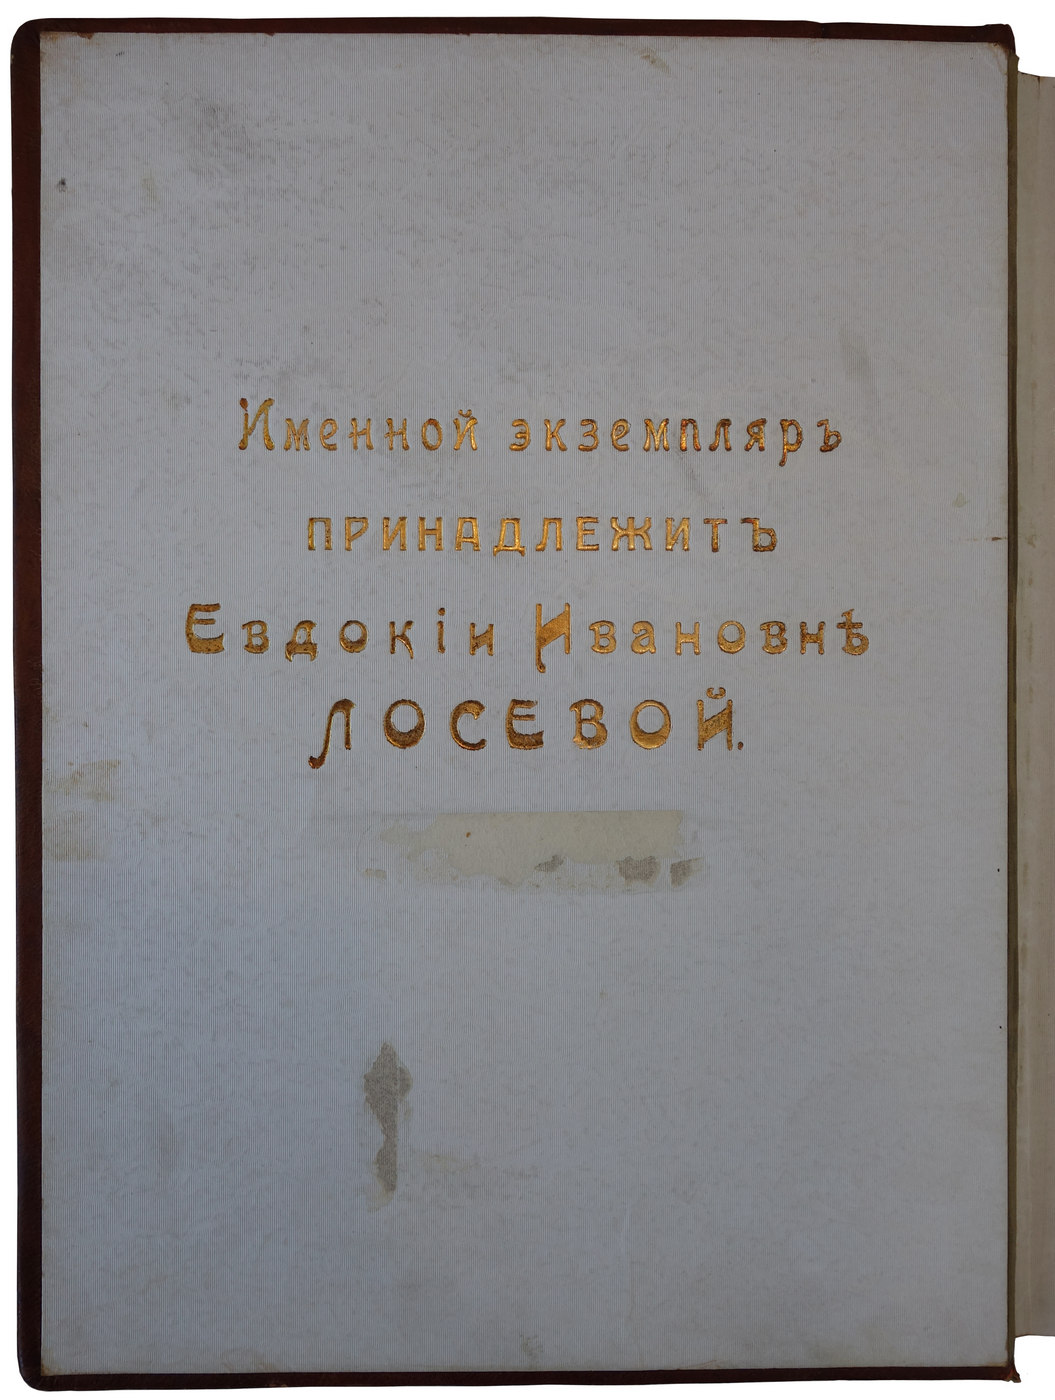 Именной экземпляръ
ПРИНАДЛЕЖИТЪ
Евдокіи Ивановнѣ
ЛОСЕВОЙ.